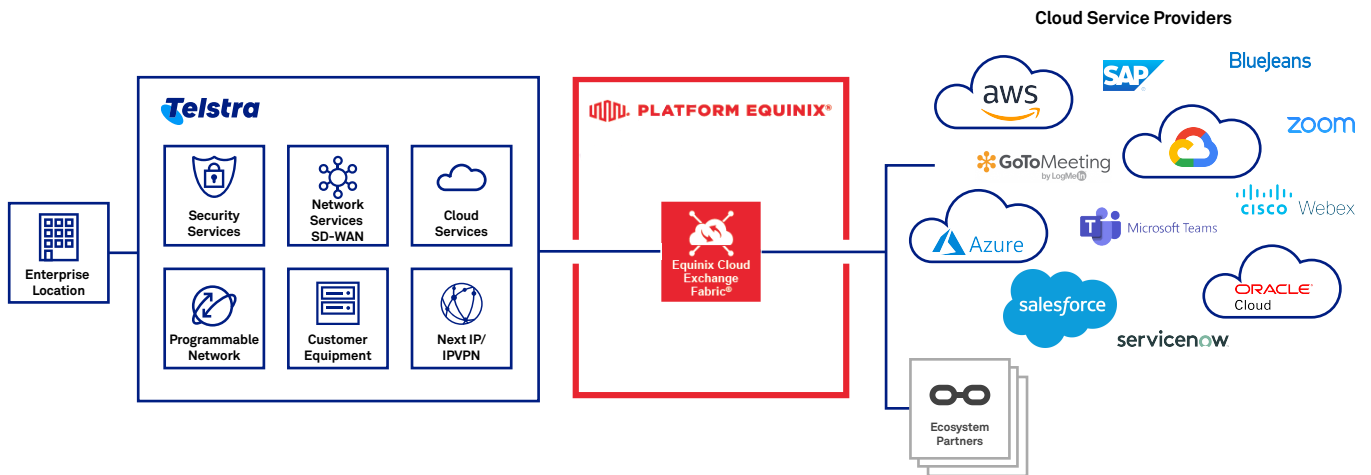 Cloud Service Providers
Telstra
PLATFORM EQUINIX®
aws
SAP
BlueJeans
zoom
GoToMeeting
by LogMeIn
CISCO Webex
Microsoft Teams
Azure
ORACLE
Cloud
salesforce
servicenow
Security
Services
Network
Services
SD-WAN
Cloud
Services
Enterprise
Location
Equinix Cloud
Exchange
Fabric®
Programmable
Network
Customer
Equipment
Next IP/
IPVPN
Ecosystem
Partners